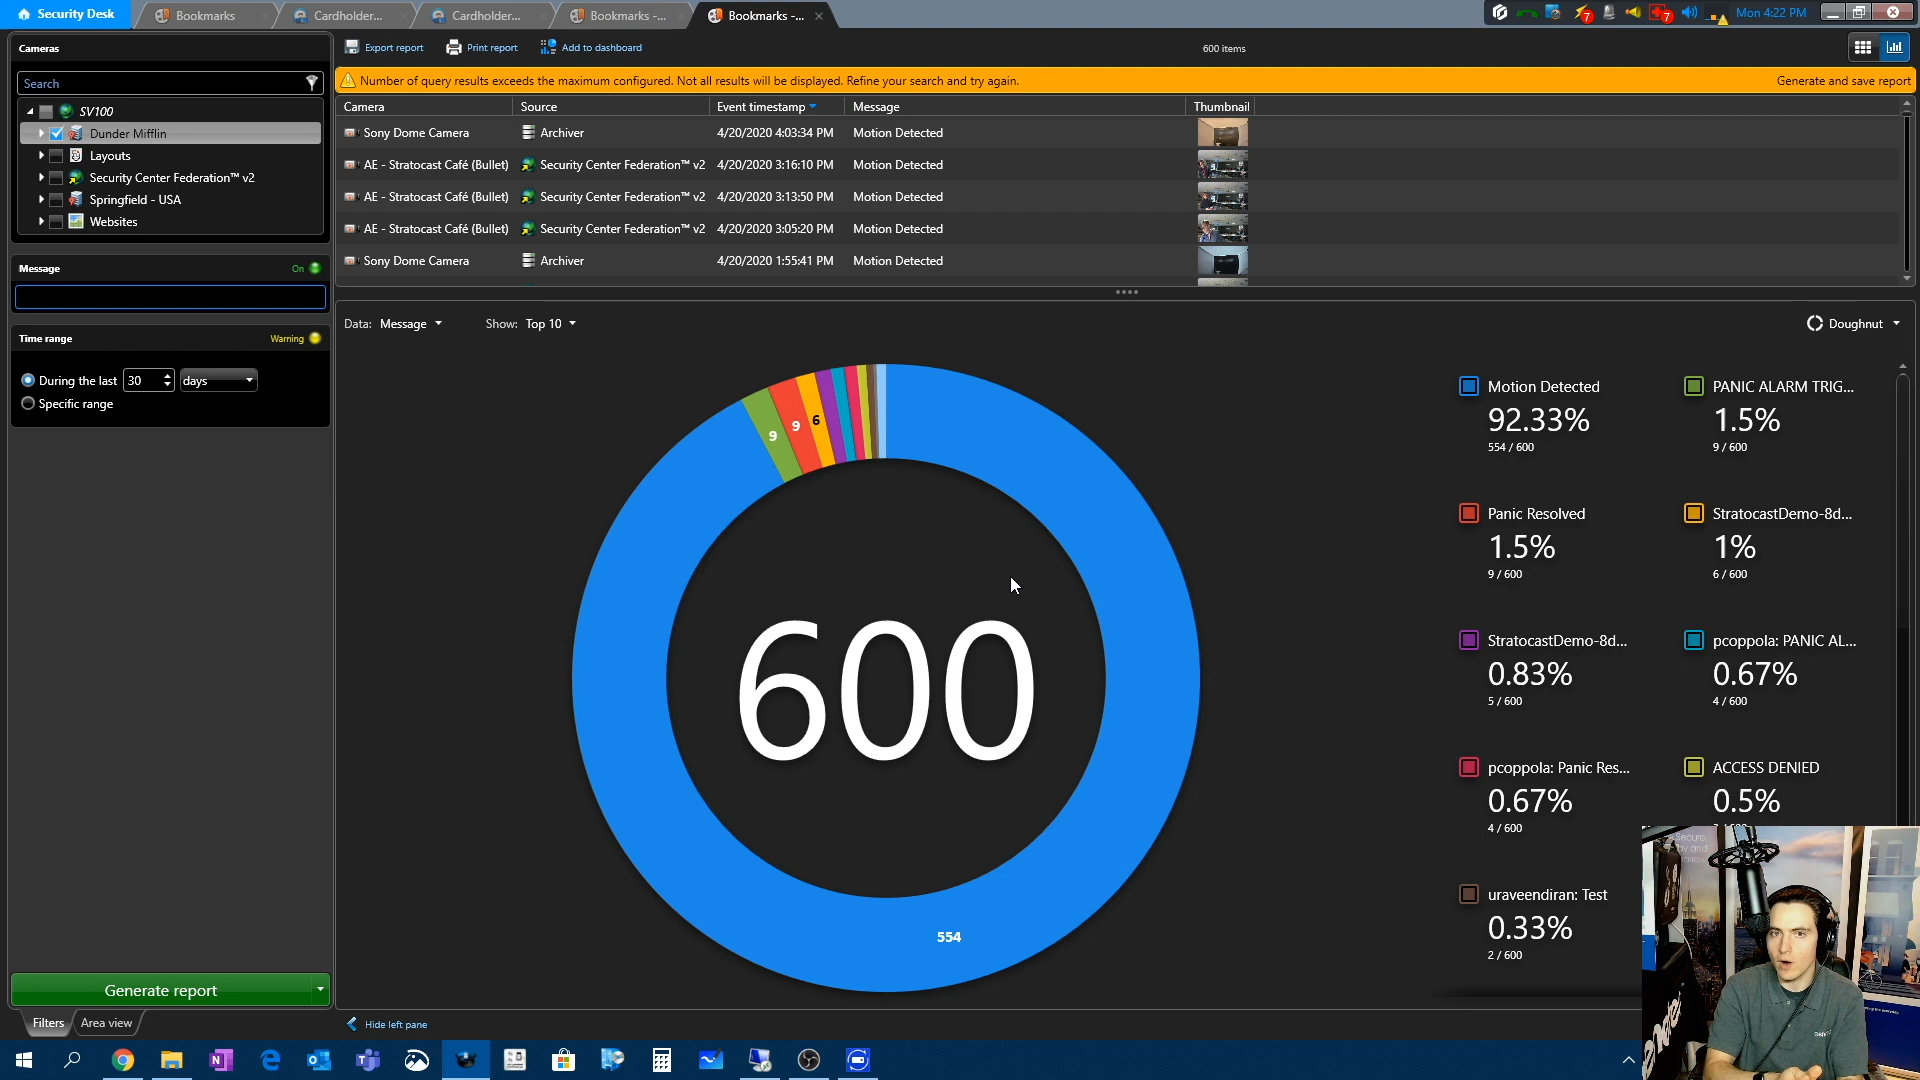 Security Desk
Bookmarks
Cardholder...
Cardholder...
Bookmarks -...
Bookmarks -...
7
7
Mon 4:22 PM
Cameras
Export report
Print report
Add to dashboard
600 items
Search
Number of query results exceeds the maximum configured. Not all results will be displayed. Refine your search and try again.
Generate and save report
SV100
Dunder Mifflin
Layouts
Security Center Federation™ v2
Springfield - USA
Websites
Camera Source Event timestamp Message Thumbnail
Sony Dome Camera Archiver 4/20/2020 4:03:34 PM Motion Detected
AE - Stratocast Café (Bullet) Security Center Federation™ v2 4/20/2020 3:16:10 PM Motion Detected
AE - Stratocast Café (Bullet) Security Center Federation™ v2 4/20/2020 3:13:50 PM Motion Detected
AE - Stratocast Café (Bullet) Security Center Federation™ v2 4/20/2020 3:05:20 PM Motion Detected
Sony Dome Camera Archiver 4/20/2020 1:55:41 PM Motion Detected
Message On
Time range Warning
During the last 30 days
Specific range
Data: Message Show: Top 10
Doughnut
9
9
6
600
554
Motion Detected
92.33%
554 / 600
PANIC ALARM TRIG...
1.5%
9 / 600
Panic Resolved
1.5%
9 / 600
StratocastDemo-8d...
1%
6 / 600
StratocastDemo-8d...
0.83%
5 / 600
pcoppola: PANIC AL...
0.67%
4 / 600
pcoppola: Panic Res...
0.67%
4 / 600
ACCESS DENIED
0.5%
uraveendiran: Test
0.33%
2 / 600
Generate report
Filters
Area view
Hide left pane